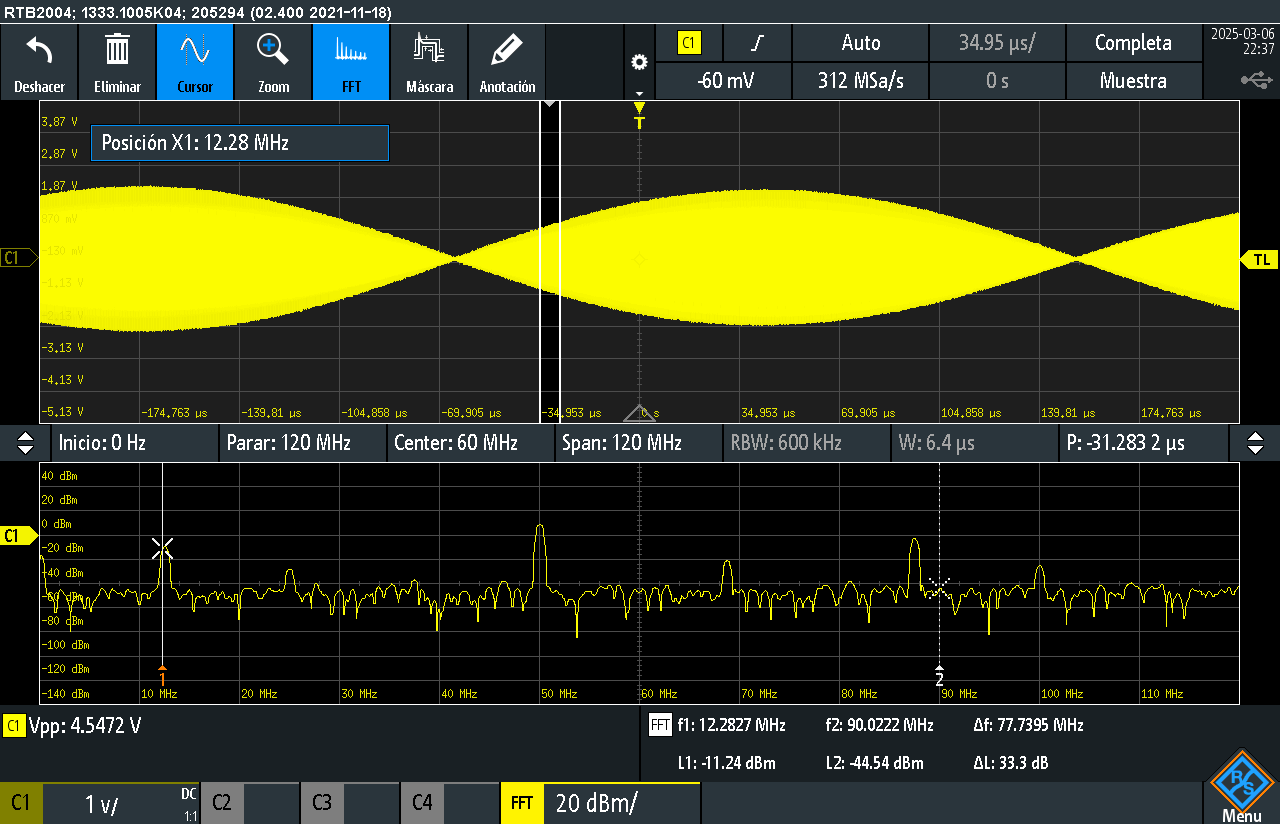 RTB2004; 1333.1005K04; 205294 (02.400 2021-11-18)
Deshacer Eliminar Cursor Zoom FFT Máscara Anotación
C1 Auto 34.95 µs/ Completa
-60 mV 312 MSa/s 0 s Muestra
2025-03-06
22:37
3.87 V
Posición X1: 12.28 MHz
T
2.87 V
1.87 V
870 mV
C1
-130 mV
TL
-1.13 V
-2.13 V
-3.13 V
-4.13 V
-5.13 V
-174.763 µs -139.81 µs -104.858 µs -69.905 µs -34.953 µs 0 s 34.953 µs 69.905 µs 104.858 µs 139.81 µs 174.763 µs
Inicio: 0 Hz Parar: 120 MHz Center: 60 MHz Span: 120 MHz RBW: 600 kHz W: 6.4 µs P: -31.283 2 µs
40 dBm
20 dBm
0 dBm
C1
-20 dBm
-40 dBm
-60 dBm
-80 dBm
-100 dBm
-120 dBm
1 2
-140 dBm
10 MHz 20 MHz 30 MHz 40 MHz 50 MHz 60 MHz 70 MHz 80 MHz 90 MHz 100 MHz 110 MHz
C1 Vpp: 4.5472 V
FFT f1: 12.2827 MHz f2: 90.0222 MHz Δf: 77.7395 MHz
L1: -11.24 dBm L2: -44.54 dBm ΔL: 33.3 dB
C1 1 V/ DC 1:1 C2 C3 C4 FFT 20 dBm/
R S
Menu